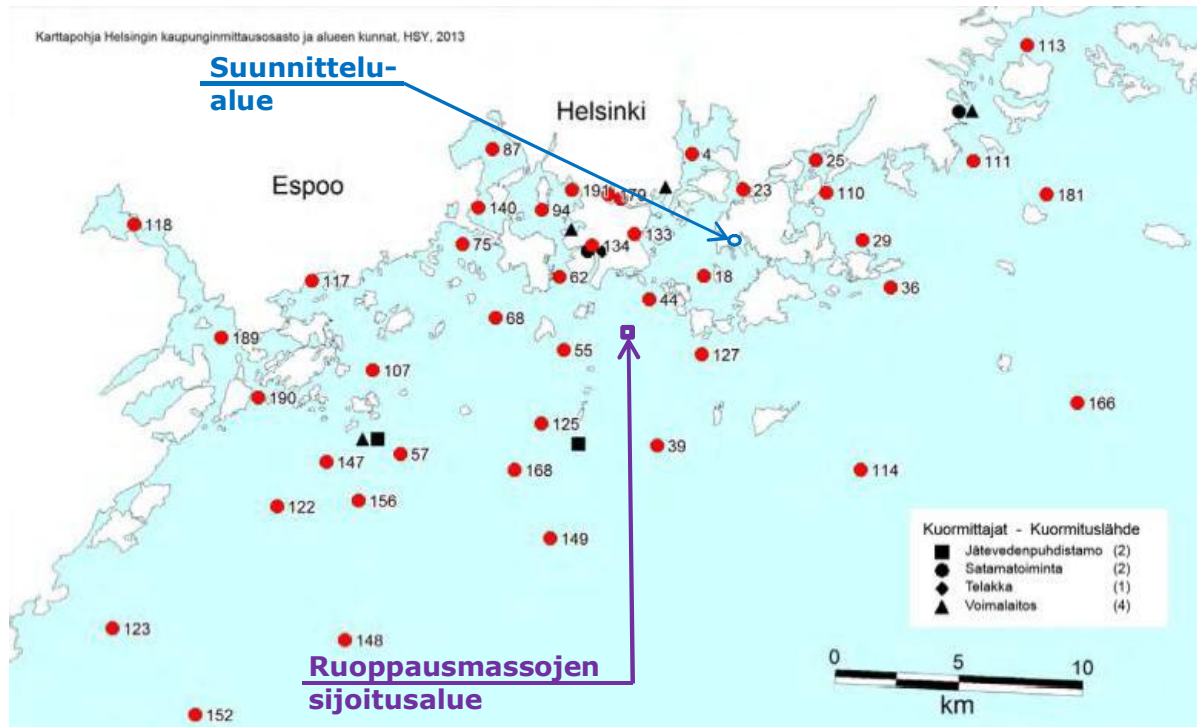 Karttapohja Helsingin kaupunginmittausosasto ja alueen kunnat, HSY, 2013
113
Suunnittelu-
alue
Helsinki
87
4
25
111
Espoo
191
179
23
110
181
140
94
118
133
29
75
134
117
62
18
36
44
68
189
55
127
107
190
166
125
39
57
147
168
114
156
122
149
Kuormittajat - Kuormituslähde
Jätevedenpuhdistamo (2)
Satamatoiminta (2)
Telakka (1)
Voimalaitos (4)
123
148
Ruoppausmassojen
sijoitusalue
0 5 10
km
152